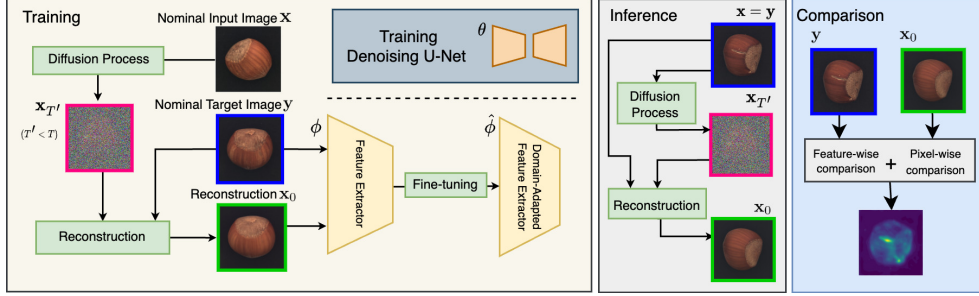 Training
Nominal Input Image x
Diffusion Process
x_{T'}
(T' < T)
Nominal Target Image y
Reconstruction x_0
Reconstruction
Training
Denoising U-Net
θ
ϕ
Feature Extractor
Fine-tuning
ϕ̂
Domain-Adapted
Feature Extractor
Inference
x = y
Diffusion
Process
x_{T'}
Reconstruction
x_0
Comparison
y
x_0
Feature-wise
comparison
+
Pixel-wise
comparison